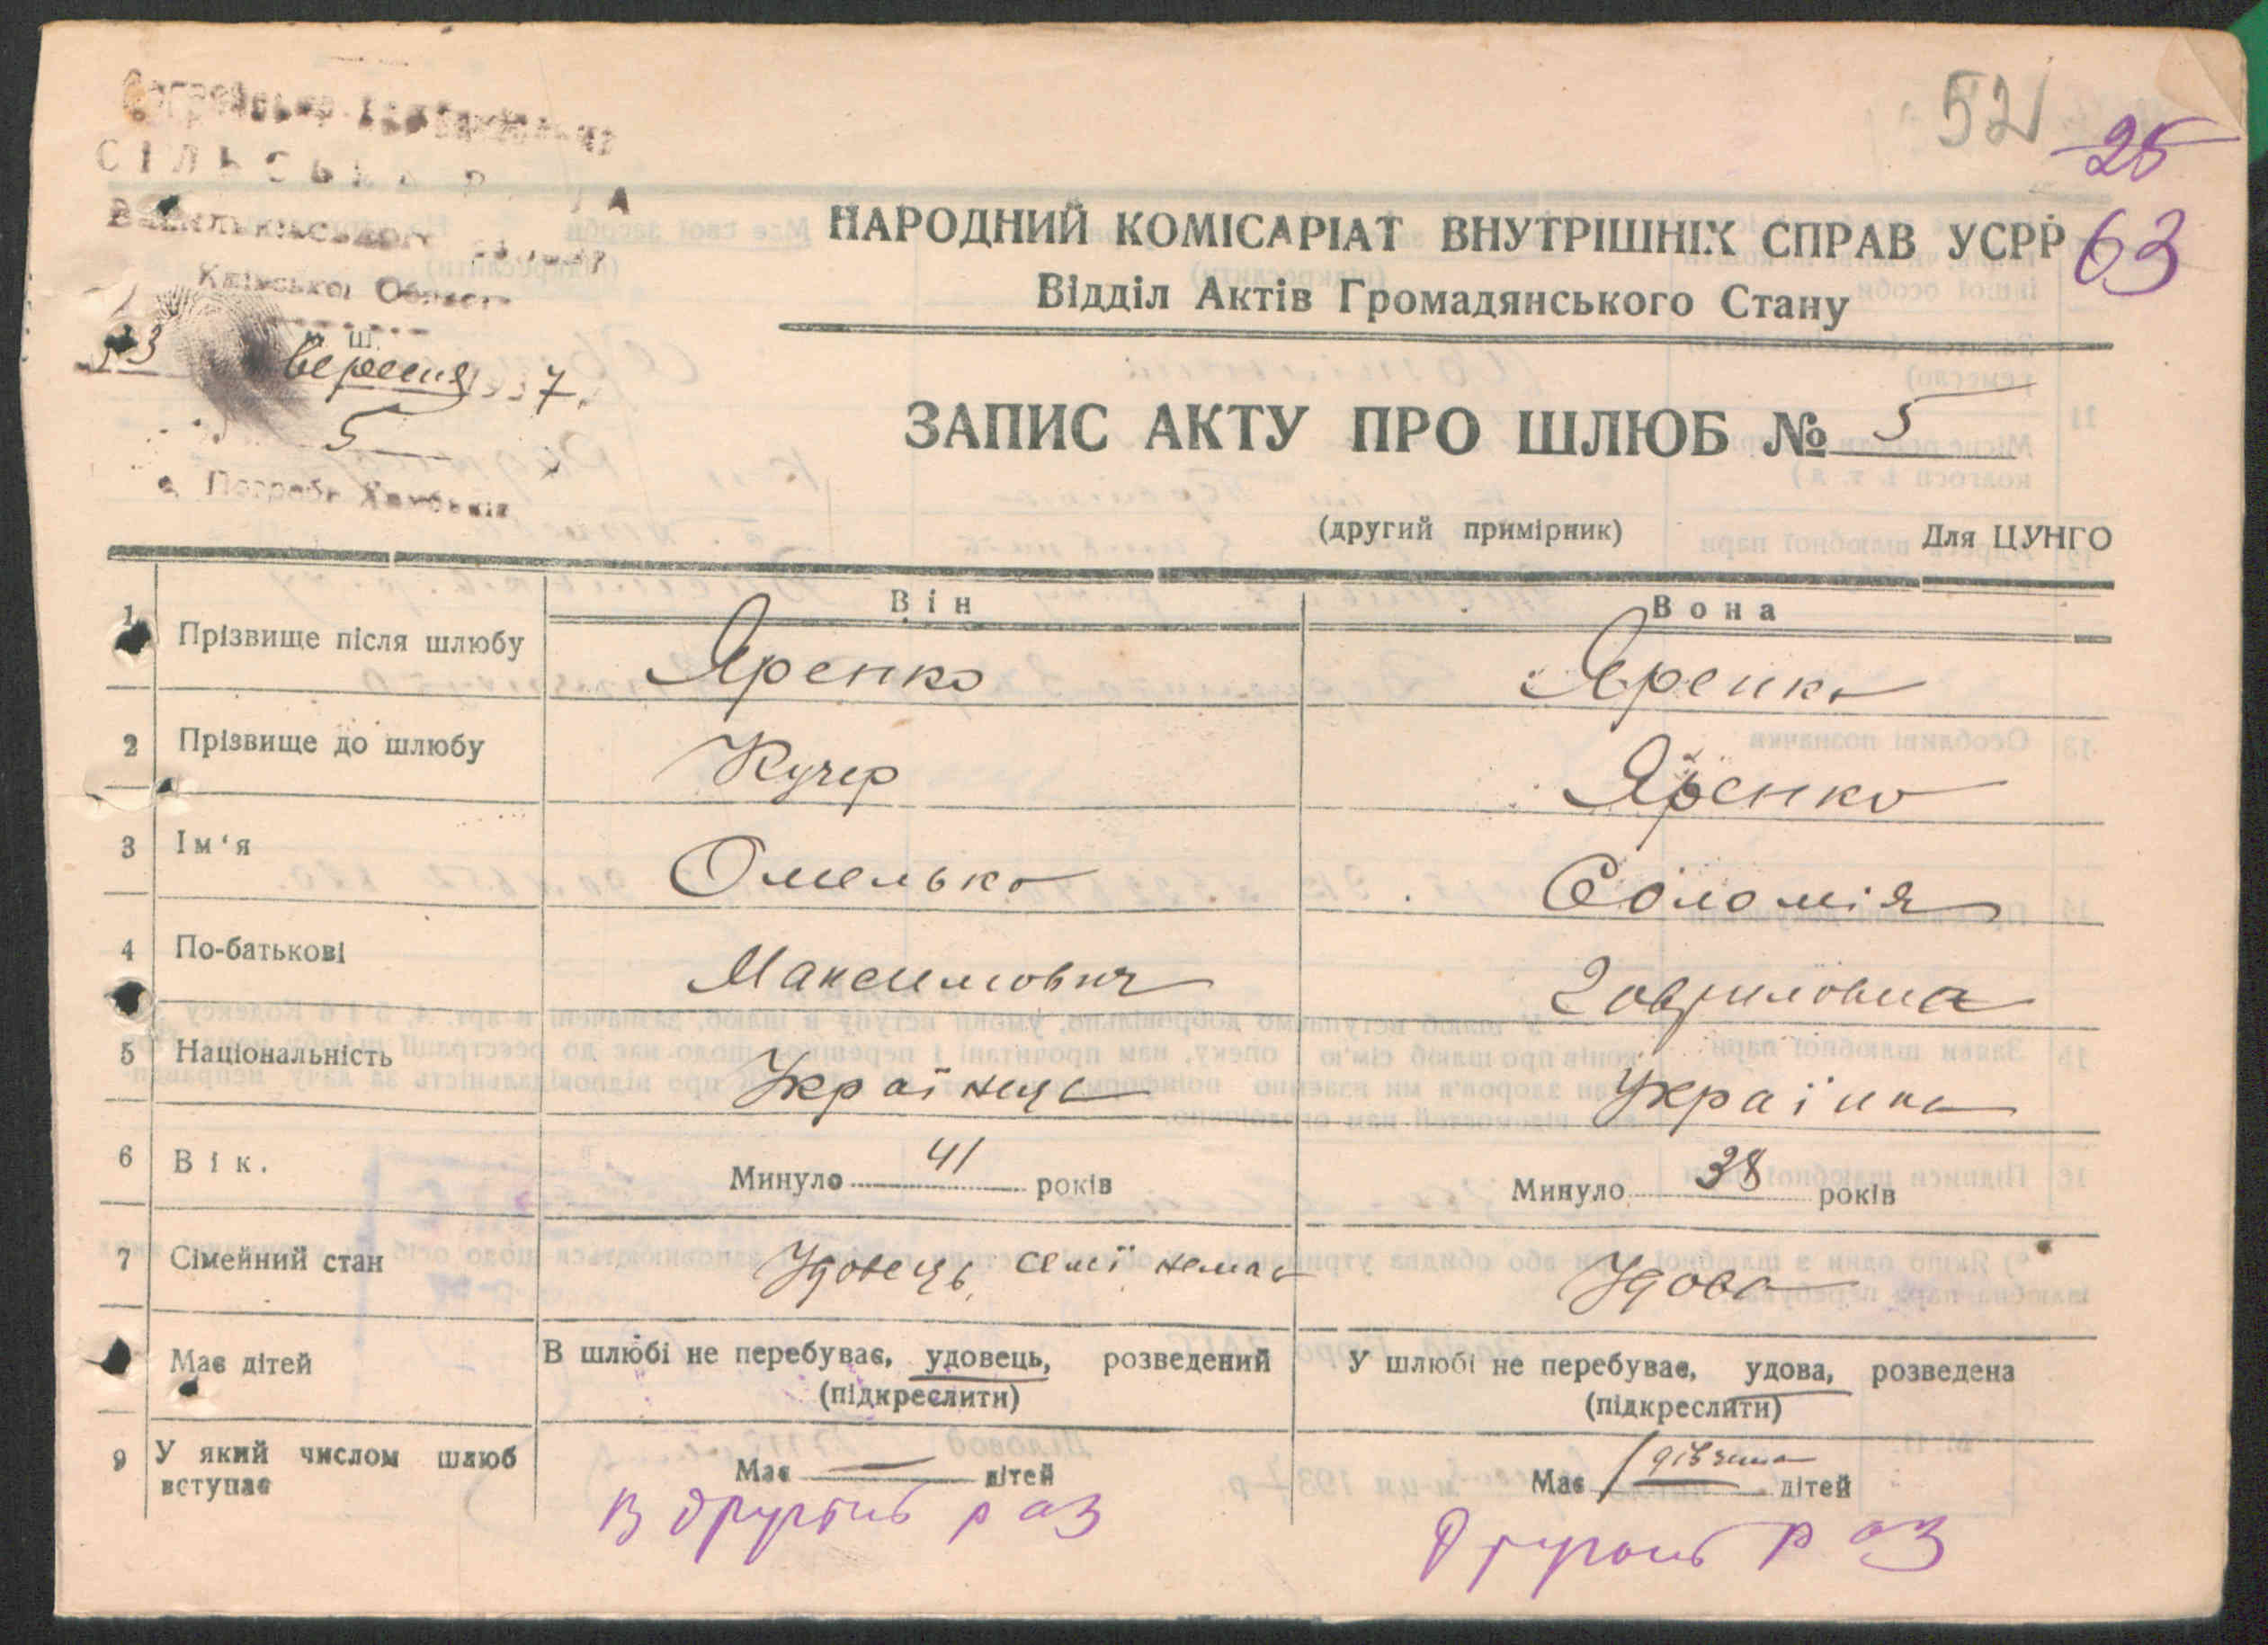 52
25
СІЛЬСЬКА РАДА
63
Васильківського району
Київської Області
вересня 1937
5
НАРОДНИЙ КОМІСАРІАТ ВНУТРІШНІХ СПРАВ УСРР
Відділ Актів Громадянського Стану
ЗАПИС АКТУ ПРО ШЛЮБ № 5
(другий примірник) Для ЦУНГО
Він Вона
1 Прізвище після шлюбу Яренко Яренко
2 Прізвище до шлюбу Кучер Яренко
3 Ім'я Омелько Соломія
4 По-батькові Максимович Говриловна
5 Національність Українець Українка
6 Вік. Минуло 41 років Минуло 38 років
7 Сімейний стан Удовець, семї немає Удова
Має дітей В шлюбі не перебуває, удовець, розведений У шлюбі не перебуває, удова, розведена
(підкреслити) (підкреслити)
9 У який числом шлюб Має — дітей Має 1 дівчина дітей
вступає
В другий раз Другий раз